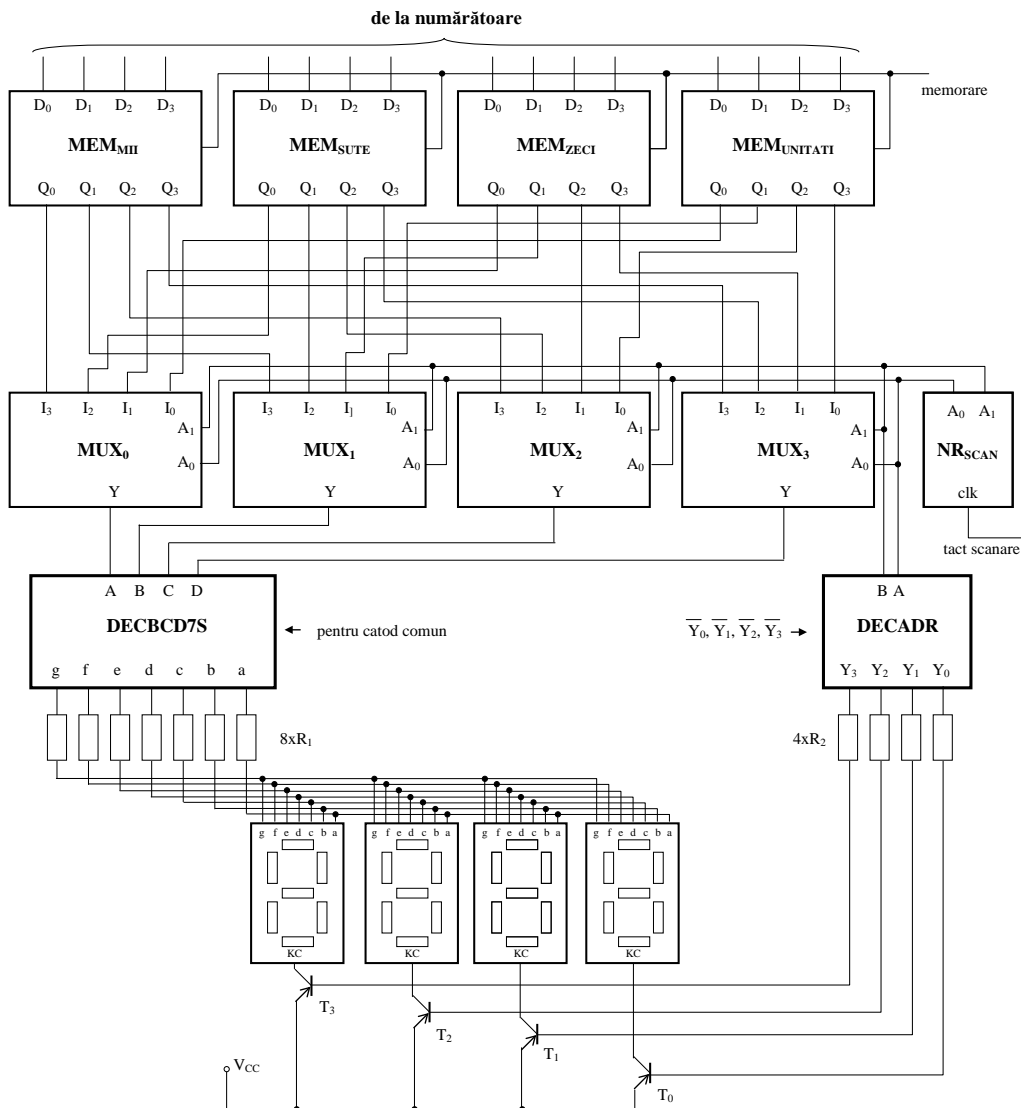 de la numărătoare
D0 D1 D2 D3 D0 D1 D2 D3 D0 D1 D2 D3 D0 D1 D2 D3
memorare
MEMMII MEMSUTE MEMZECI MEMUNITATI
Q0 Q1 Q2 Q3 Q0 Q1 Q2 Q3 Q0 Q1 Q2 Q3 Q0 Q1 Q2 Q3
I3 I2 I1 I0 I3 I2 I] I0 I3 I2 I1 I0 I3 I2 I1 I0 A0 A1
A1 A1 A1 A1
MUX0 MUX1 MUX2 MUX3 NRSCAN
A0 A0 A0 A0
Y Y Y Y clk
tact scanare
A B C D B A
DECBCD7S pentru catod comun Y0, Y1, Y2, Y3 DECADR
g f e d c b a Y3 Y2 Y1 Y0
8xR1 4xR2
g f e d c b a g f e d c b a g f e d c b a g f e d c b a
KC KC KC KC
T3
T2
T1
VCC
T0